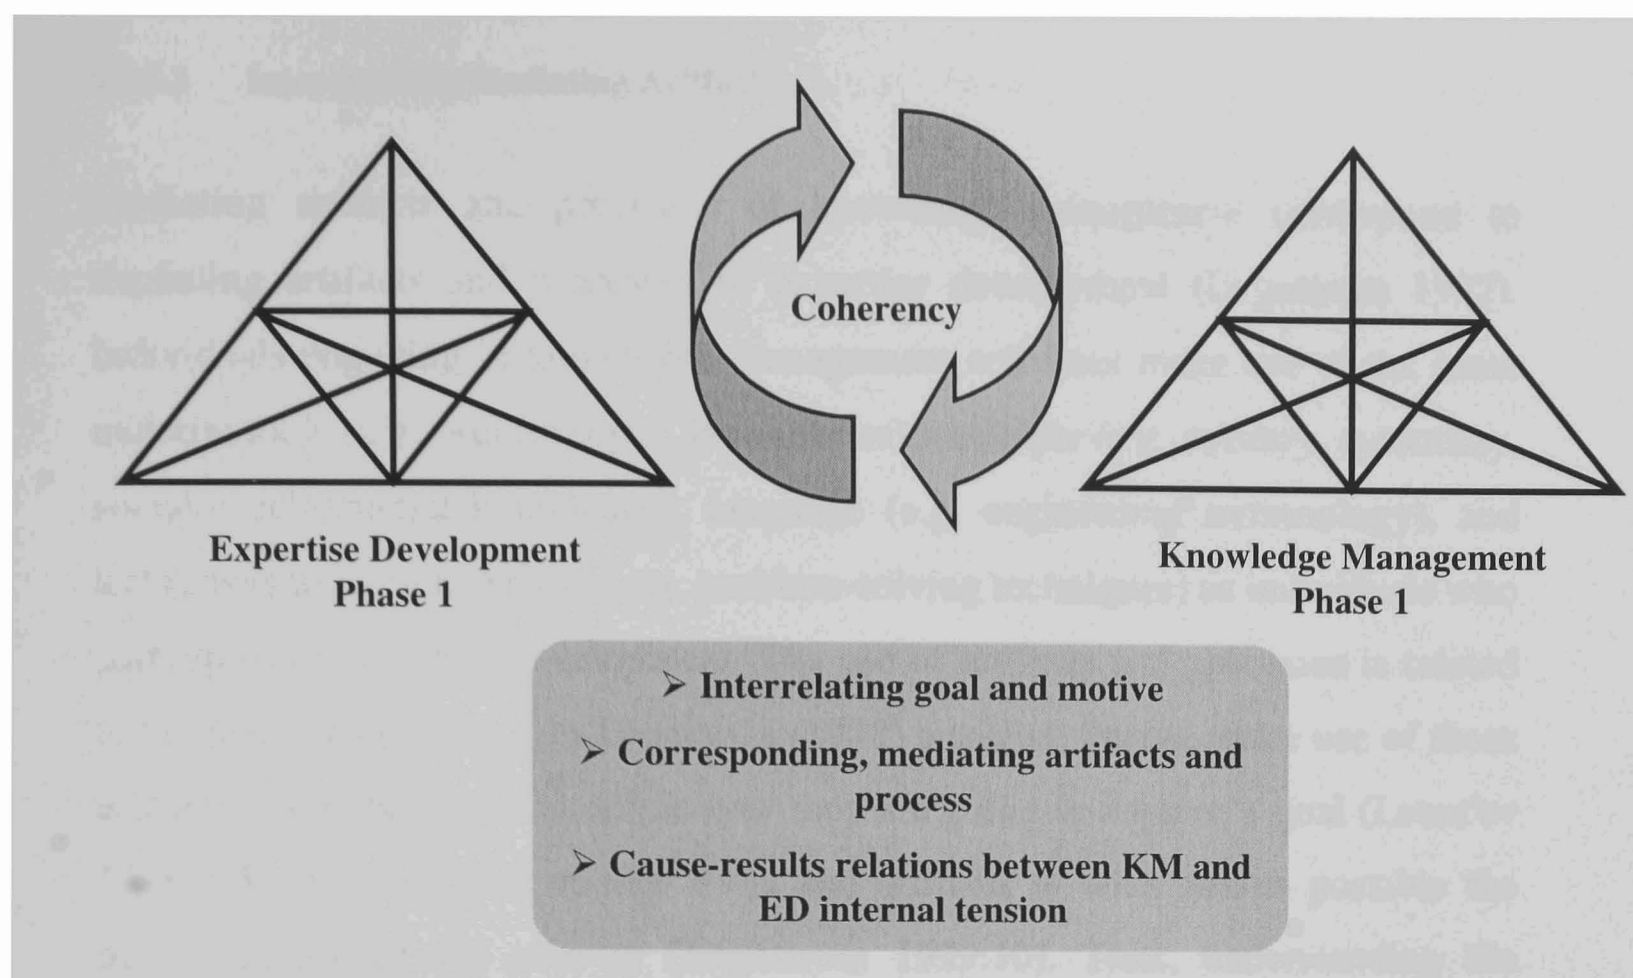 Coherency
Expertise Development
Phase 1
Knowledge Management
Phase 1
➢ Interrelating goal and motive
➢ Corresponding, mediating artifacts and
process
➢ Cause-results relations between KM and
ED internal tension